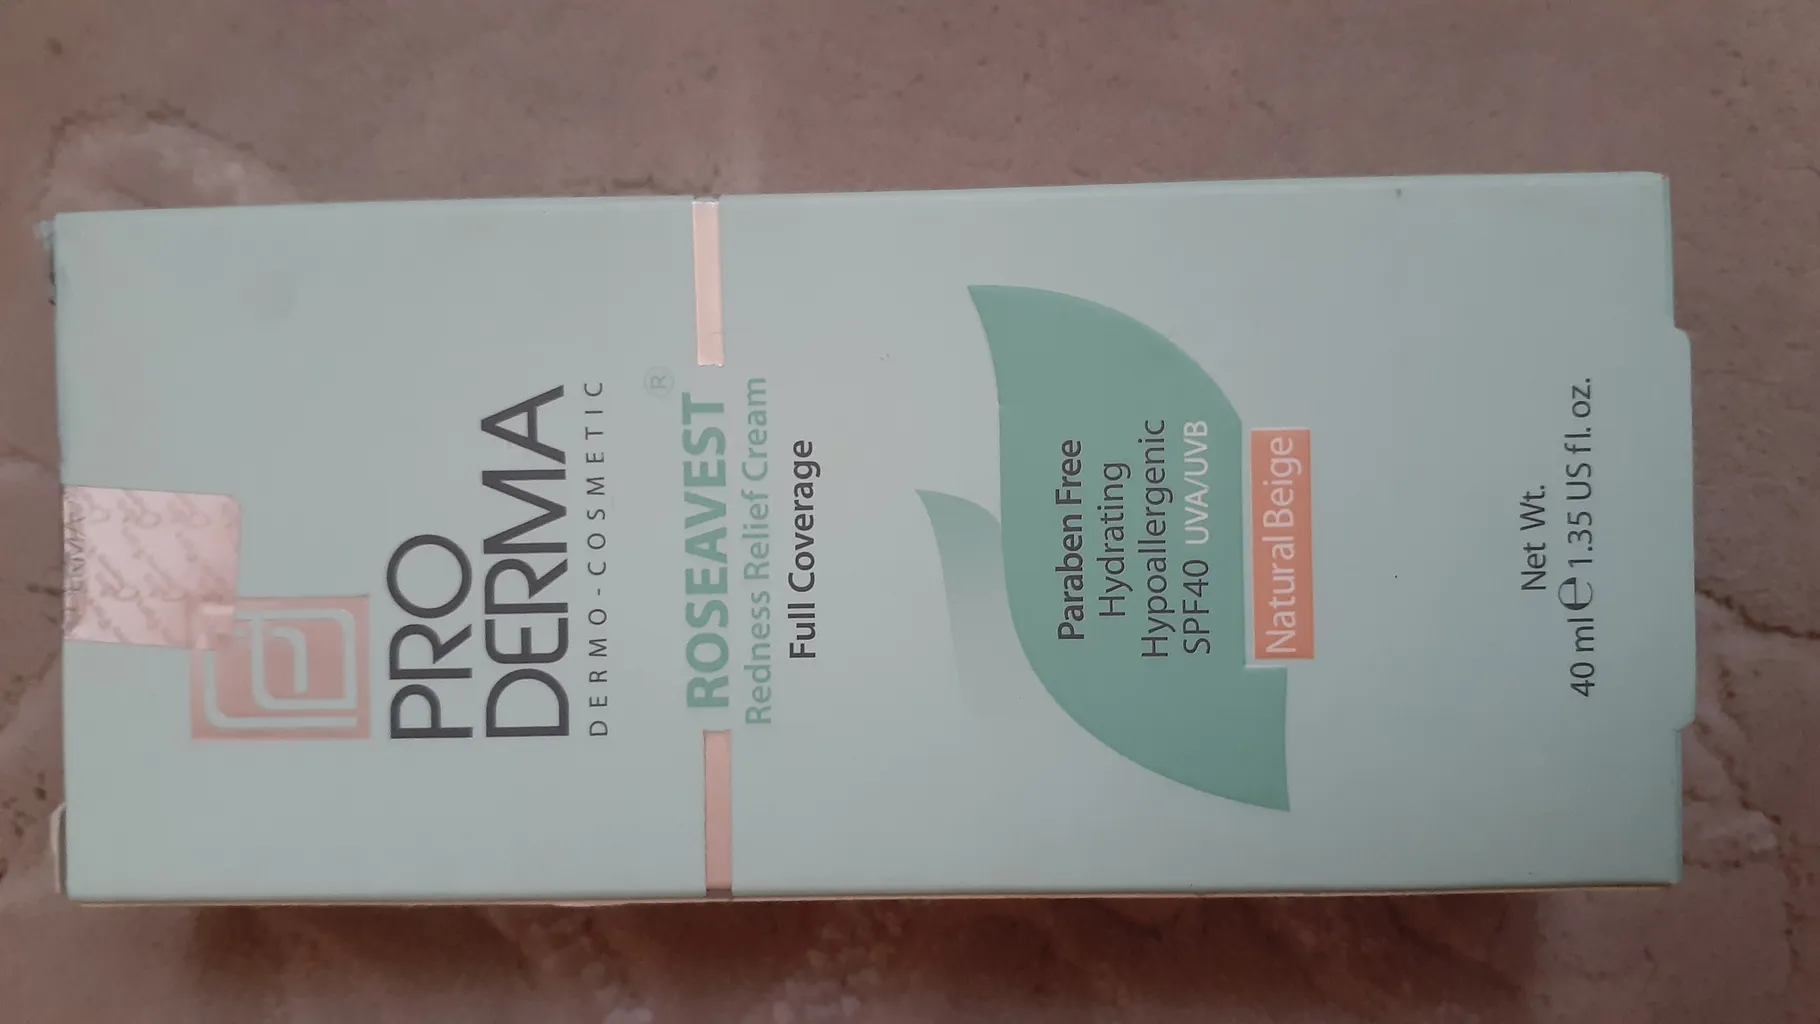 PRO
DERMA
DERMO-COSMETIC
ROSEAVEST®
Redness Relief Cream
Full Coverage
Paraben Free
Hydrating
Hypoallergenic
SPF40 UVA/UVB
Natural Beige
Net Wt.
40 ml ℮ 1.35 US fl. oz.